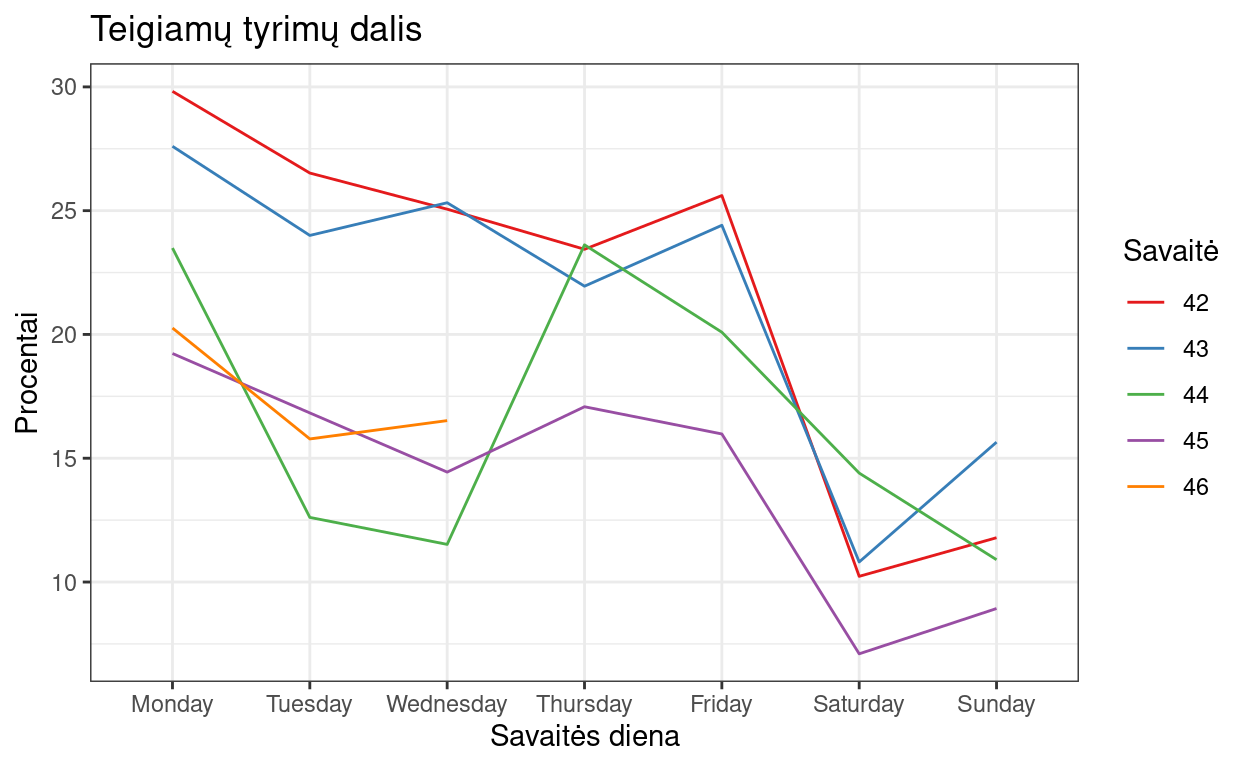 Teigiamų tyrimų dalis
Procentai
30
25
20
15
10
Monday Tuesday Wednesday Thursday Friday Saturday Sunday
Savaitės diena
Savaitė
42
43
44
45
46